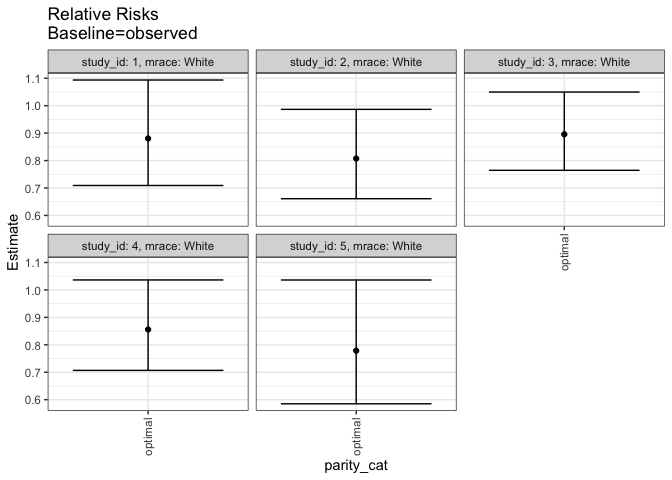 Relative Risks
Baseline=observed
study_id: 1, mrace: White
study_id: 2, mrace: White
study_id: 3, mrace: White
1.1
1.0
0.9
0.8
0.7
0.6
optimal
study_id: 4, mrace: White
study_id: 5, mrace: White
1.1
1.0
0.9
0.8
0.7
0.6
optimal
optimal
Estimate
parity_cat